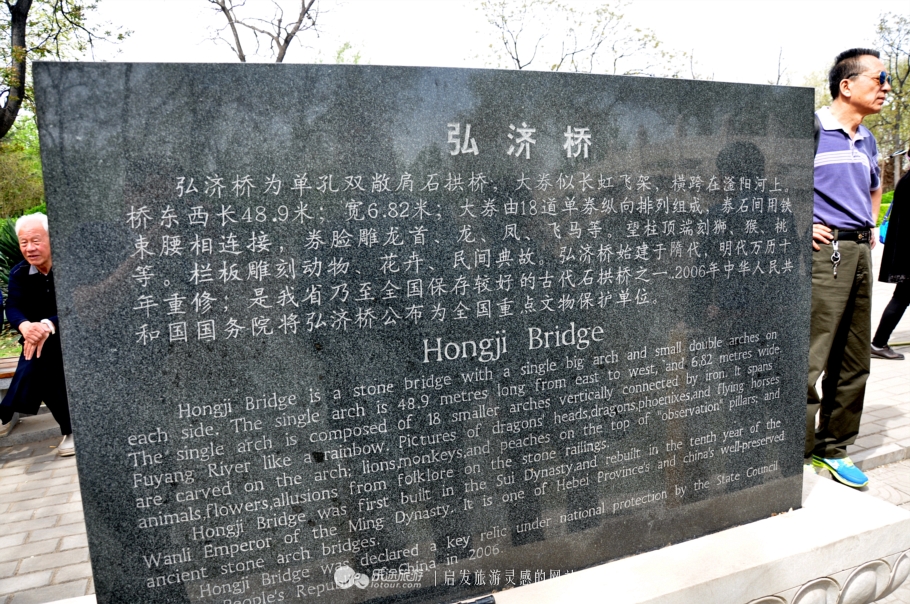 弘济桥
弘济桥为单孔双敞肩石拱桥，大券似长虹飞架，横跨在滏阳河上。
桥东西长48.9米；宽6.82米；大券由18道单券纵向排列组成，券石间用铁
束腰相连接，券脸雕龙首、龙、凤、飞马等，望柱顶端刻狮、猴、桃
等。栏板雕刻动物、花卉、民间典故。弘济桥始建于隋代，明代万历十
年重修；是我省乃至全国保存较好的古代石拱桥之一.2006年中华人民共
和国国务院将弘济桥公布为全国重点文物保护单位。
Hongji Bridge
Hongji Bridge is a stone bridge with a single big arch and small double arches on
each side. The single arch is 48.9 metres long from east to west, and 6.82 metres wide.
The single arch is composed of 18 smaller arches vertically connected by iron. It spans
Fuyang River like a rainbow. Pictures of dragons' heads,dragons,phoenixes,and flying horses
are carved on the arch; lions,monkeys,and peaches on the top of "observation" pillars; and
animals,flowers,allusions from folklore on the stone railings.
Hongji Bridge was first built in the Sui Dynasty,and rebuilt in the tenth year of the
Wanli Emperor of the Ming Dynasty. It is one of Hebei Province's and china's well-preserved
ancient stone arch bridges.
Hongji Bridge was declared a key relic under national protection by the State Council
People's Republic China in 2006.
乐途旅游 lotour.com 启发旅游灵感的网